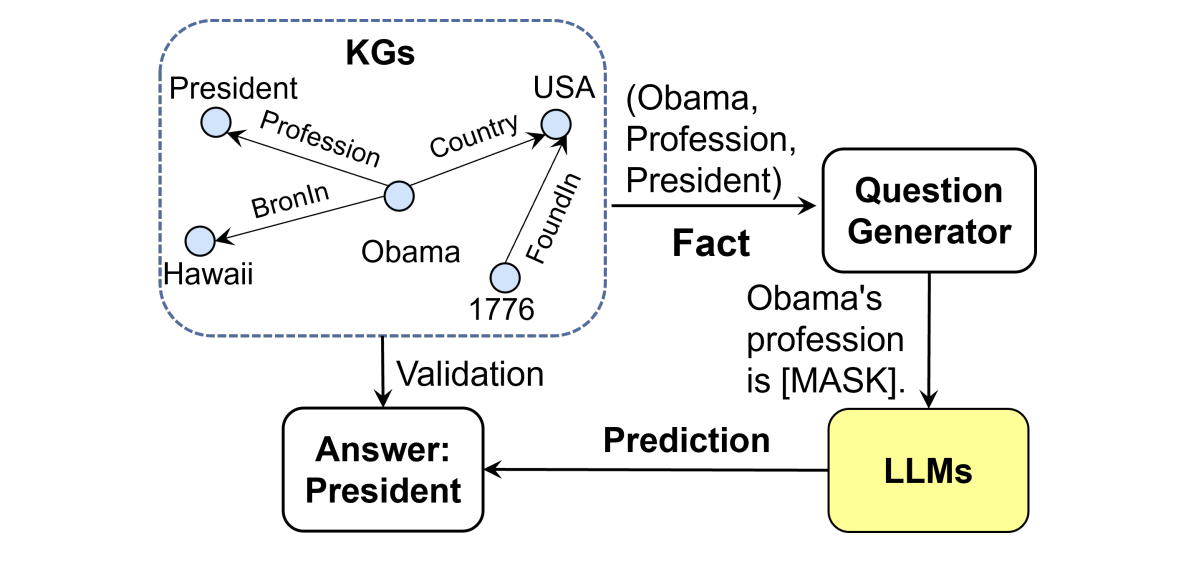 KGs
President
USA
Profession
Country
BronIn
FoundIn
Obama
Hawaii
1776
(Obama,
Profession,
President)
Fact
Question
Generator
Obama's
profession
is [MASK].
Validation
Answer:
President
Prediction
LLMs